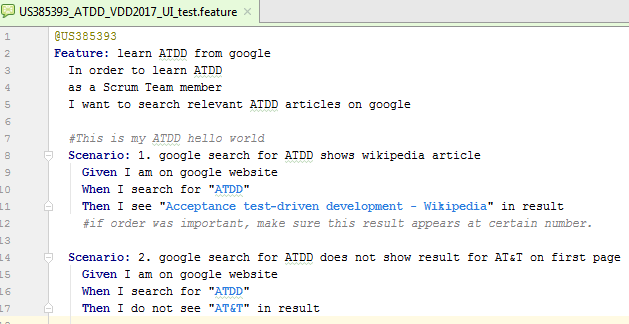 US385393_ATDD_VDD2017_UI_test.feature ×
1 @US385393
2 Feature: learn ATDD from google
3 In order to learn ATDD
4 as a Scrum Team member
5 I want to search relevant ATDD articles on google
6
7 #This is my ATDD hello world
8 Scenario: 1. google search for ATDD shows wikipedia article
9 Given I am on google website
10 When I search for "ATDD"
11 Then I see "Acceptance test-driven development - Wikipedia" in result
12 #if order was important, make sure this result appears at certain number.
13
14 Scenario: 2. google search for ATDD does not show result for AT&T on first page
15 Given I am on google website
16 When I search for "ATDD"
17 Then I do not see "AT&T" in result